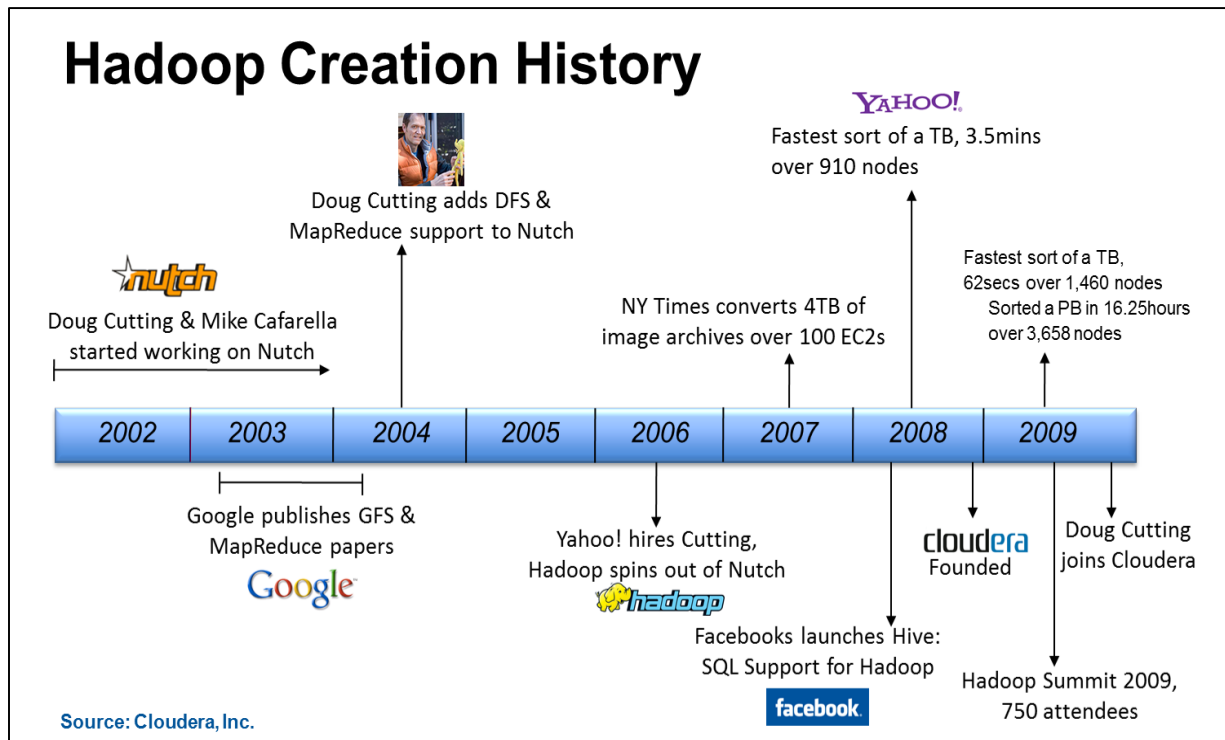 Hadoop Creation History
YAHOO!
Fastest sort of a TB, 3.5mins
over 910 nodes
Doug Cutting adds DFS &
MapReduce support to Nutch
Fastest sort of a TB,
62secs over 1,460 nodes
Sorted a PB in 16.25hours
over 3,658 nodes
nutch
Doug Cutting & Mike Cafarella
started working on Nutch
NY Times converts 4TB of
image archives over 100 EC2s
2002
2003
2004
2005
2006
2007
2008
2009
Google publishes GFS &
MapReduce papers
Google™
Yahoo! hires Cutting,
Hadoop spins out of Nutch
hadoop
cloudera
Founded
Doug Cutting
joins Cloudera
Facebooks launches Hive:
SQL Support for Hadoop
facebook.
Hadoop Summit 2009,
750 attendees
Source: Cloudera, Inc.